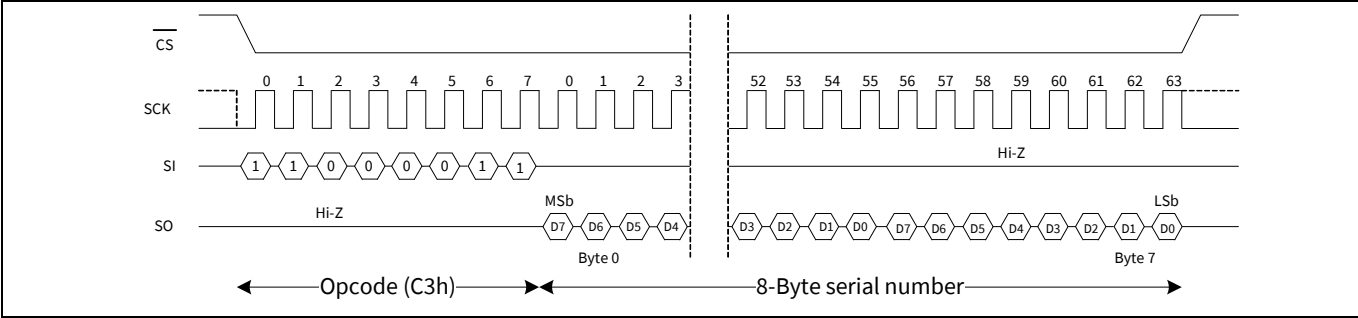 CS
0 1 2 3 4 5 6 7 0 1 2 3 52 53 54 55 56 57 58 59 60 61 62 63
SCK
Hi-Z
SI 1 1 0 0 0 0 1 1
MSb LSb
Hi-Z
SO D7 D6 D5 D4 D3 D2 D1 D0 D7 D6 D5 D4 D3 D2 D1 D0
Byte 0 Byte 7
Opcode (C3h) 8-Byte serial number